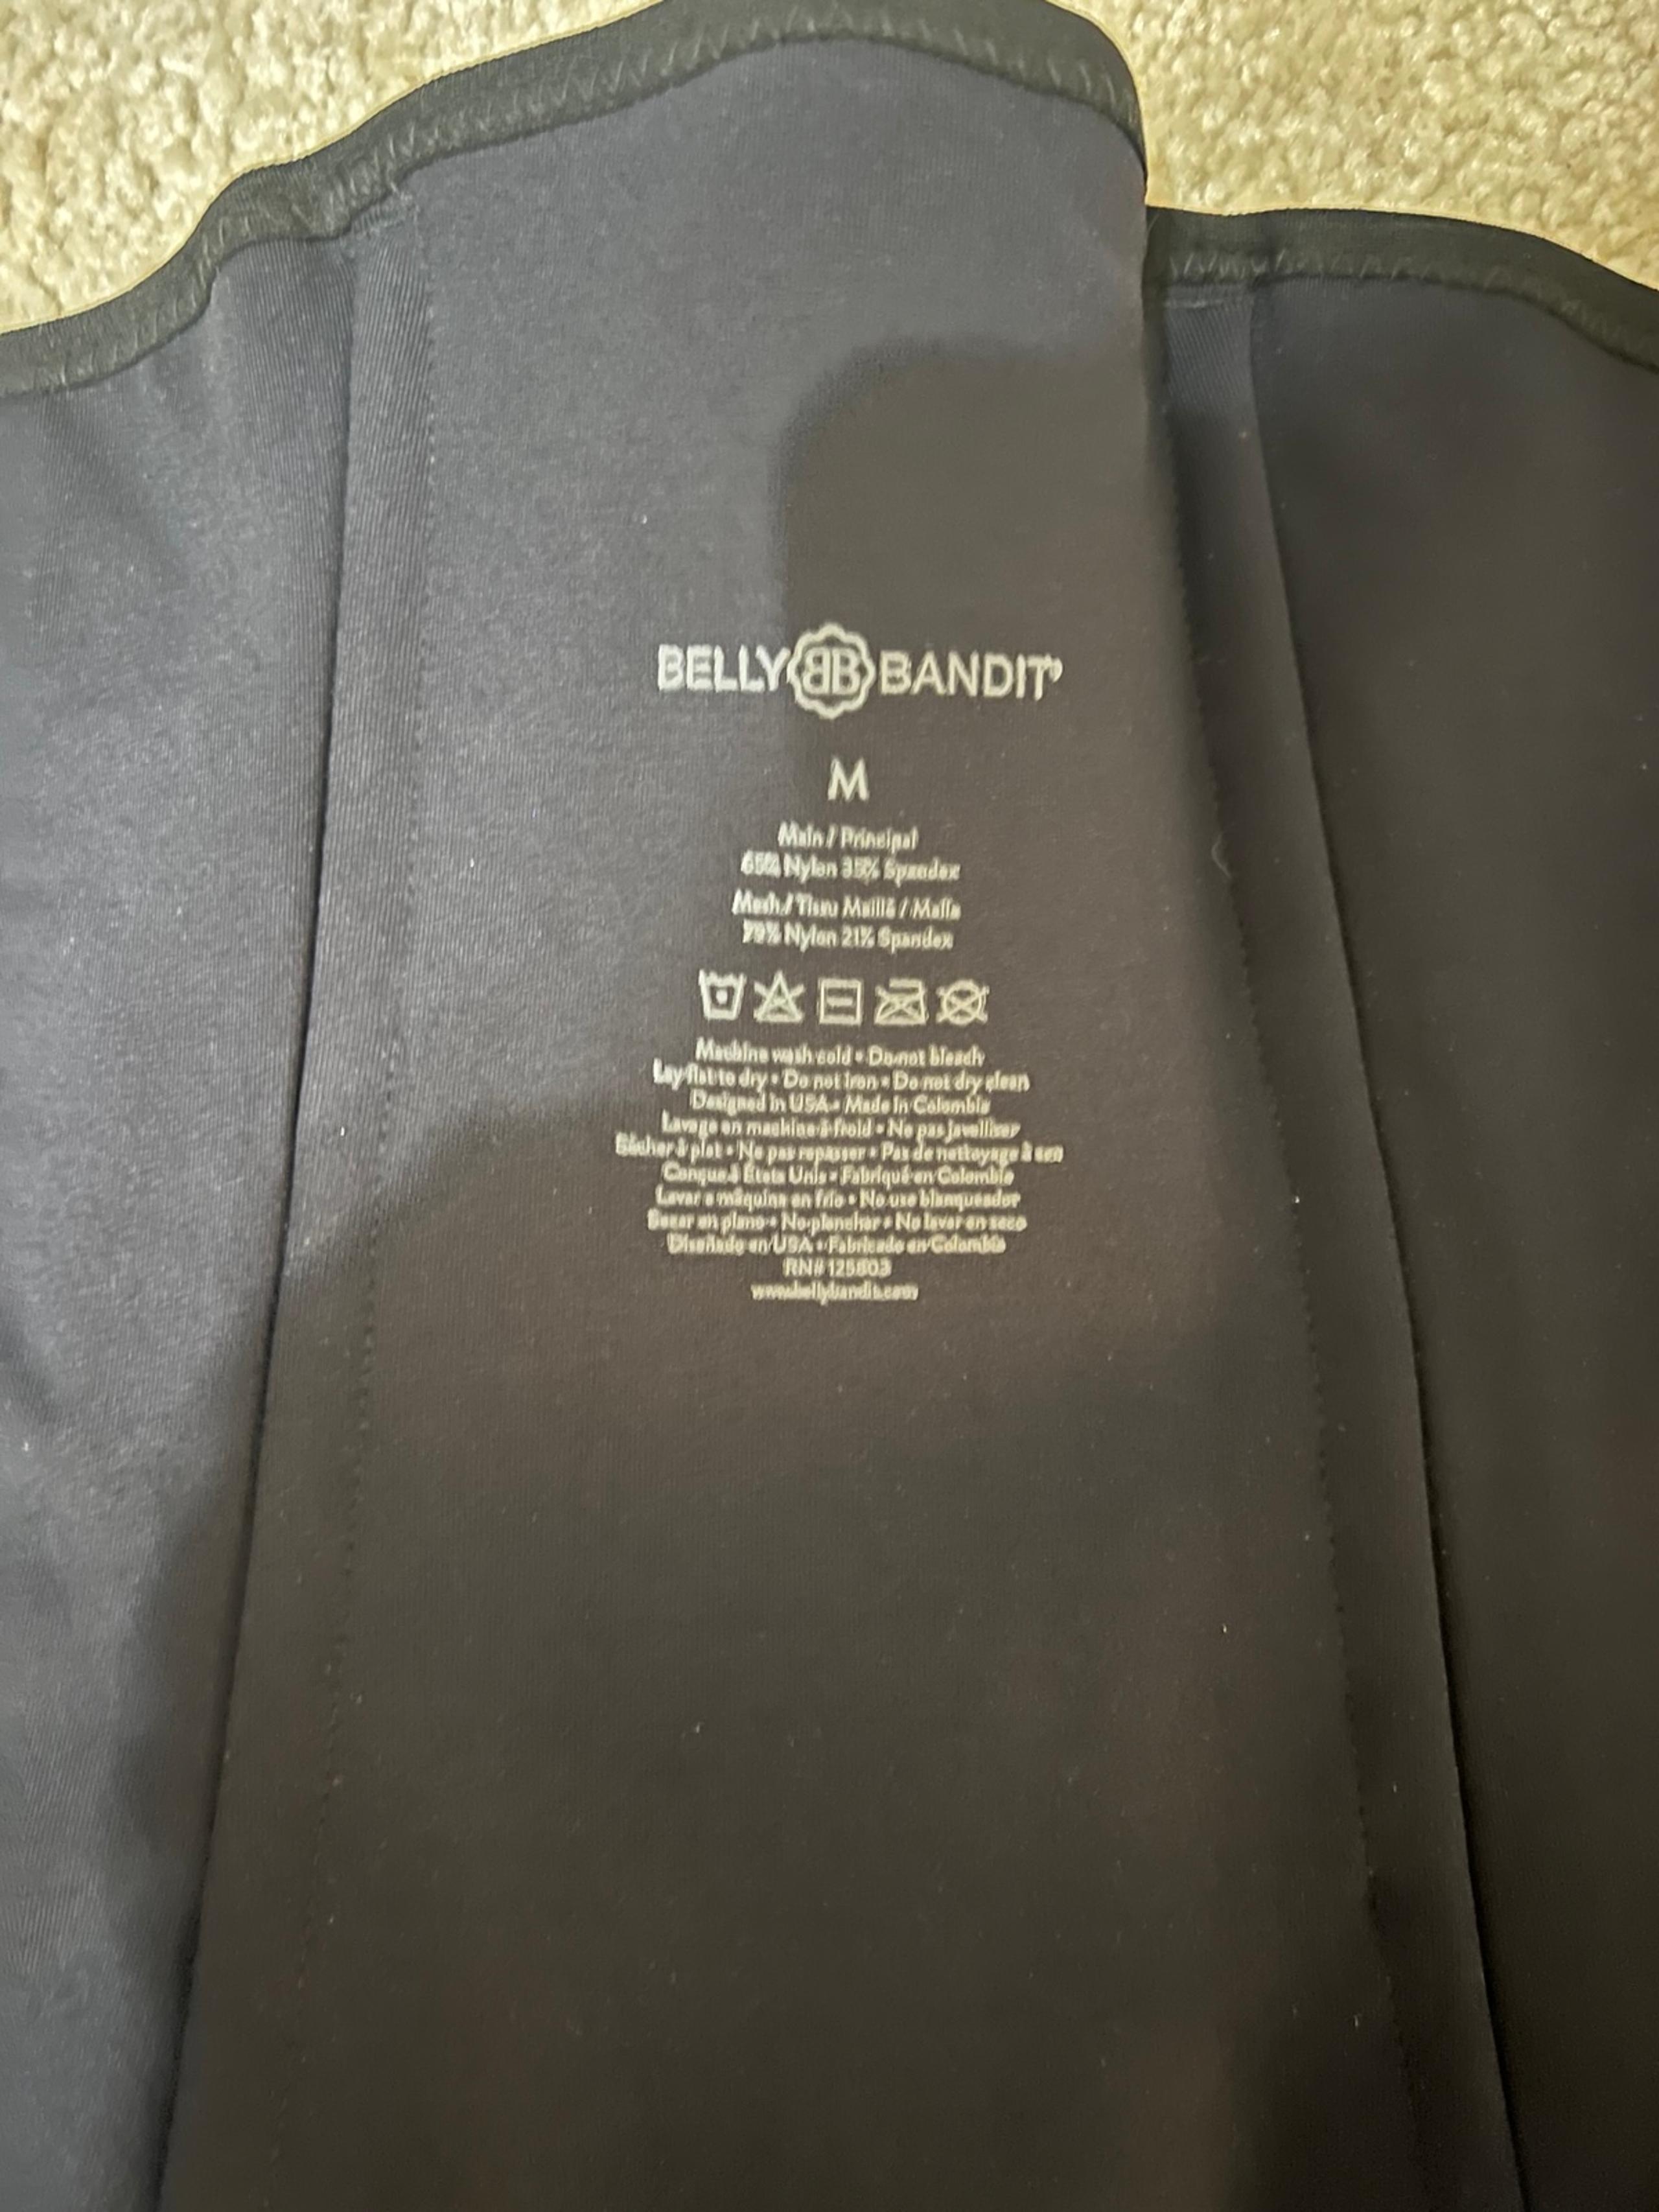 BELLY BB BANDIT®
M
Main / Principal
65% Nylon 35% Spandex
Mesh / Tissu Maillé / Malla
79% Nylon 21% Spandex
Machine wash cold • Do not bleach
Lay flat to dry • Do not iron • Do not dry clean
Designed in USA • Made in Colombia
Lavage en machine à froid • Ne pas javelliser
Sécher à plat • Ne pas repasser • Pas de nettoyage à sec
Conçue à États Unis • Fabriqué en Colombie
Lavar a máquina en frío • No use blanqueador
Secar en plano • No planchar • No lavar en seco
Diseñado en USA • Fabricado en Colombia
RN# 125803
www.bellybandit.com